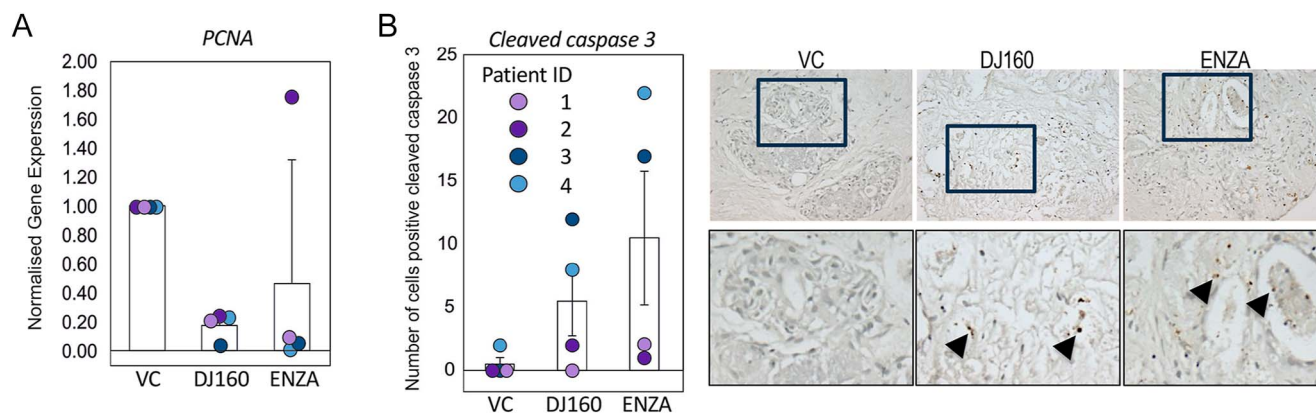 A
PCNA
Normalised Gene Experssion
2.00
1.80
1.60
1.40
1.20
1.00
0.80
0.60
0.40
0.20
0.00
VC DJ160 ENZA
B
Cleaved caspase 3
Number of cells positive cleaved caspase 3
25
20
15
10
5
0
Patient ID
1
2
3
4
VC DJ160 ENZA
VC DJ160 ENZA